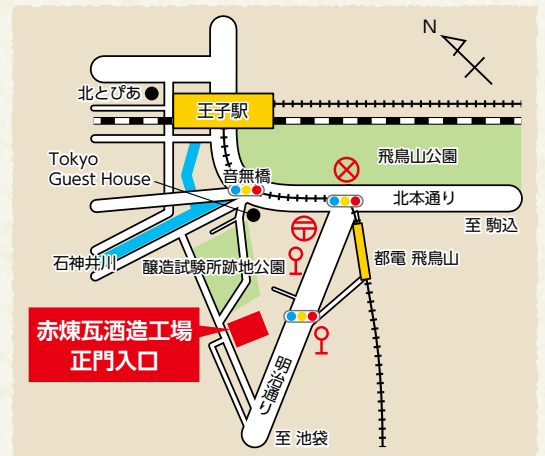 N
北とぴあ
王子駅
Tokyo
Guest House
音無橋
飛鳥山公園
北本通り
至 駒込
石神井川
醸造試験所跡地公園
都電 飛鳥山
赤煉瓦酒造工場
正門入口
明治通り
至 池袋